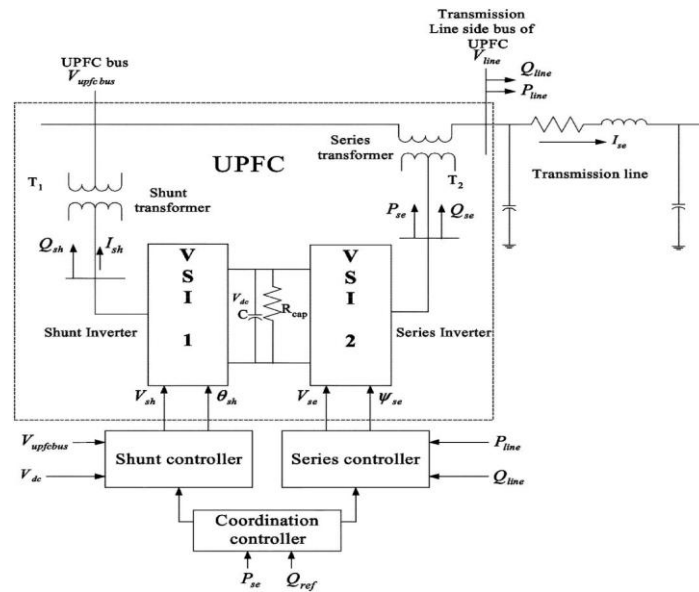 Transmission
Line side bus of
UPFC
V_line
Q_line
P_line
UPFC bus
V_upfcbus
Series
transformer
UPFC
I_se
Transmission line
T_1
T_2
Shunt
transformer
P_se
Q_se
Q_sh
I_sh
V
S
I
1
V_dc
C
R_cap
V
S
I
2
Shunt Inverter
Series Inverter
V_sh
θ_sh
V_se
ψ_se
V_upfcbus
V_dc
Shunt controller
Series controller
P_line
Q_line
Coordination
controller
P_se
Q_ref